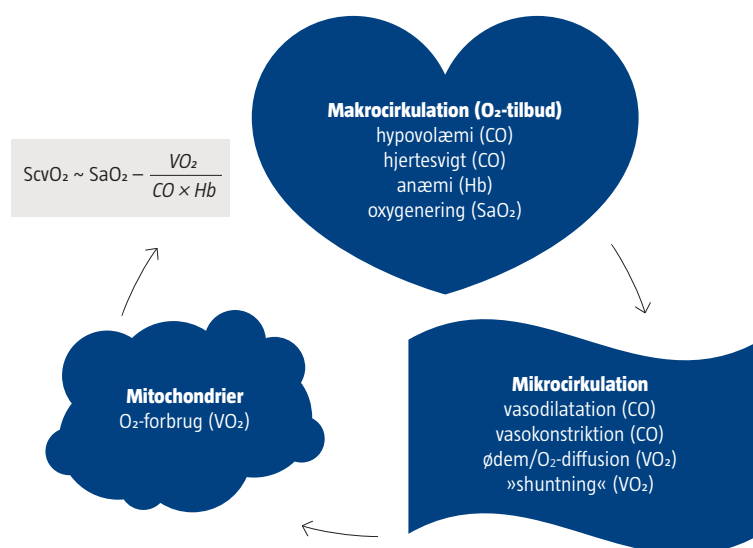 Makrocirkulation (O₂-tilbud)
hypovolæmi (CO)
hjertesvigt (CO)
anæmi (Hb)
oxygenering (SaO₂)
ScvO₂ ~ SaO₂ – VO₂ / CO × Hb
Mikrocirkulation
vasodilatation (CO)
vasokonstriktion (CO)
ødem/O₂-diffusion (VO₂)
»shuntning« (VO₂)
Mitochondrier
O₂-forbrug (VO₂)